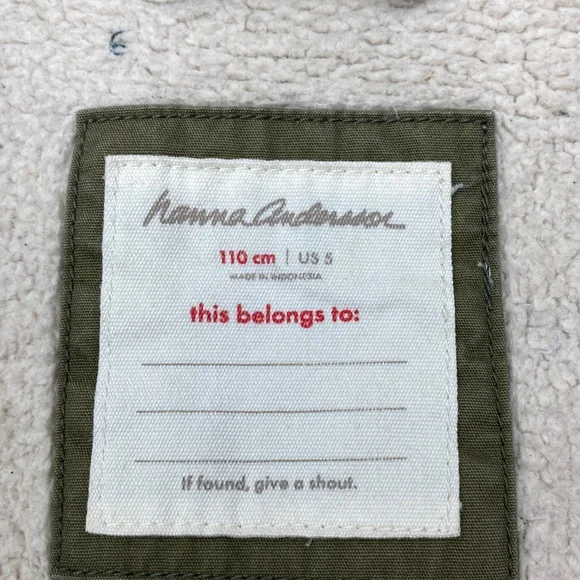 hanna andersson
110 cm | US 5
MADE IN INDONESIA
this belongs to:
If found, give a shout.